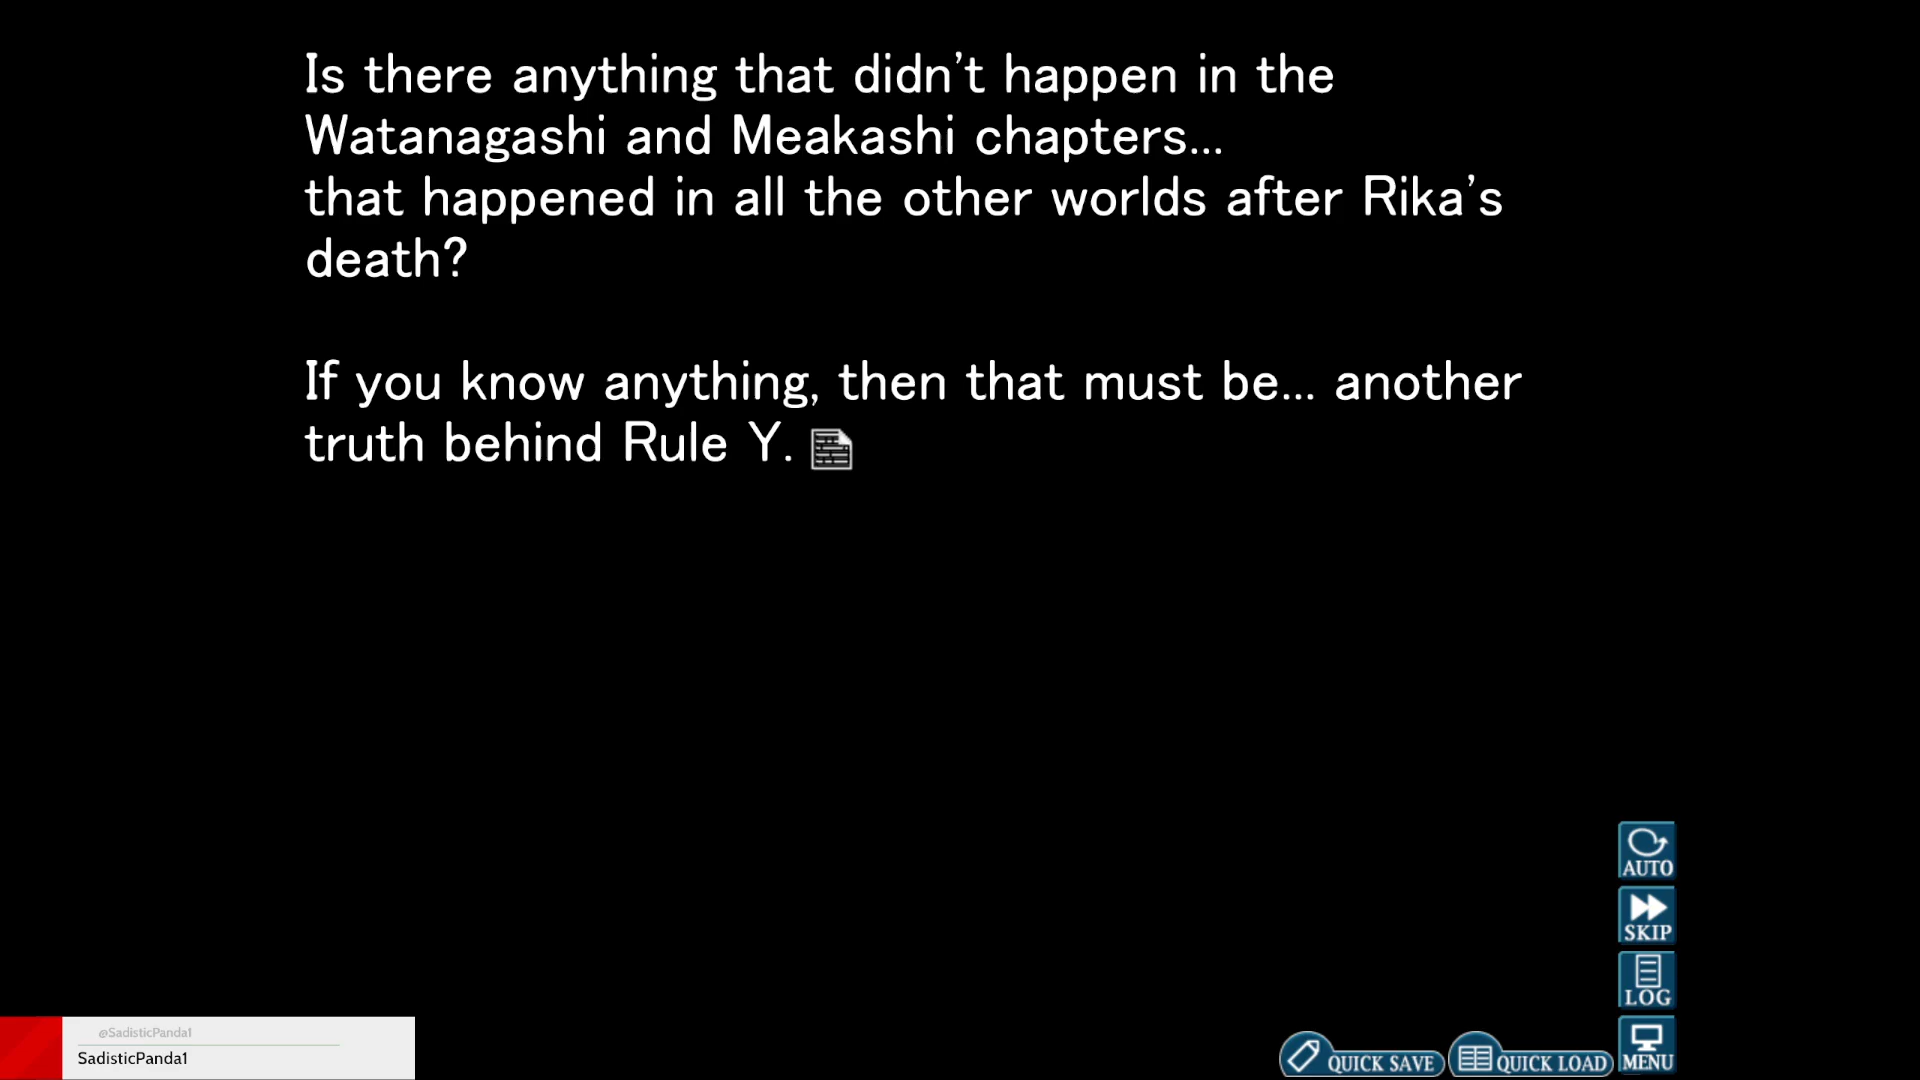 Is there anything that didn't happen in the
Watanagashi and Meakashi chapters...
that happened in all the other worlds after Rika's
death?
If you know anything, then that must be... another
truth behind Rule Y.
AUTO
SKIP
LOG
MENU
QUICK SAVE
QUICK LOAD
@SadisticPanda1
SadisticPanda1